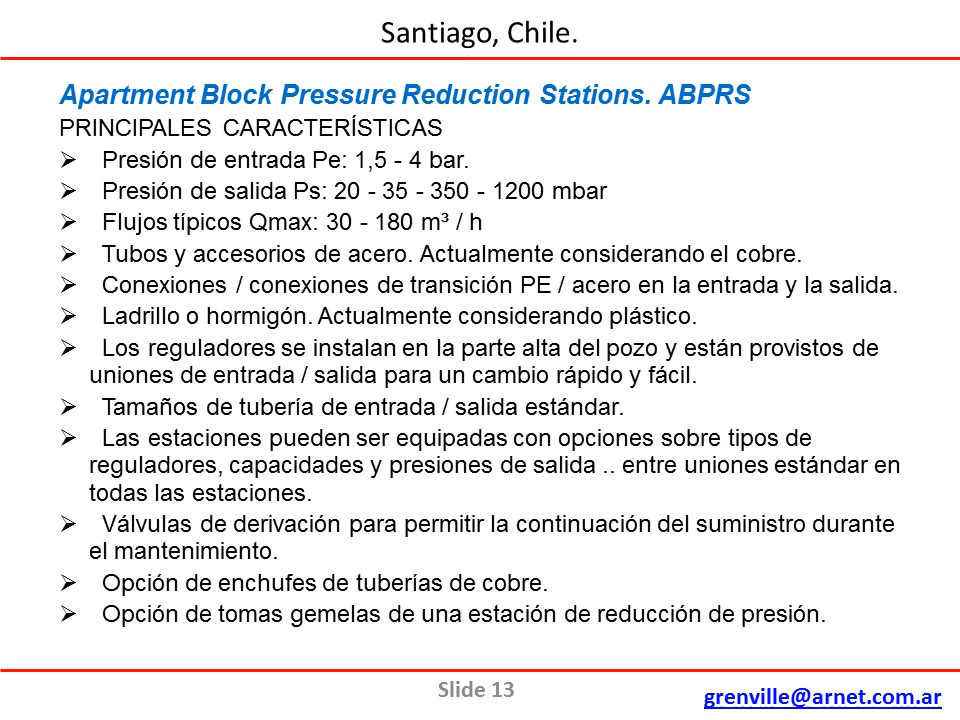 Santiago, Chile.
Apartment Block Pressure Reduction Stations. ABPRS
PRINCIPALES CARACTERÍSTICAS
➢ Presión de entrada Pe: 1,5 - 4 bar.
➢ Presión de salida Ps: 20 - 35 - 350 - 1200 mbar
➢ Flujos típicos Qmax: 30 - 180 m³ / h
➢ Tubos y accesorios de acero. Actualmente considerando el cobre.
➢ Conexiones / conexiones de transición PE / acero en la entrada y la salida.
➢ Ladrillo o hormigón. Actualmente considerando plástico.
➢ Los reguladores se instalan en la parte alta del pozo y están provistos de
uniones de entrada / salida para un cambio rápido y fácil.
➢ Tamaños de tubería de entrada / salida estándar.
➢ Las estaciones pueden ser equipadas con opciones sobre tipos de
reguladores, capacidades y presiones de salida .. entre uniones estándar en
todas las estaciones.
➢ Válvulas de derivación para permitir la continuación del suministro durante
el mantenimiento.
➢ Opción de enchufes de tuberías de cobre.
➢ Opción de tomas gemelas de una estación de reducción de presión.
Slide 13
grenville@arnet.com.ar